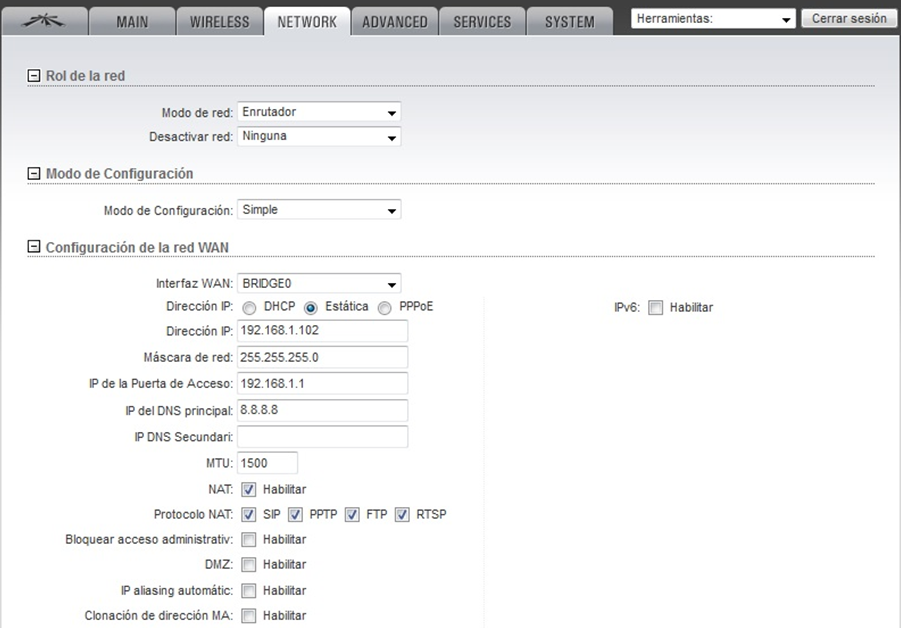 MAIN WIRELESS NETWORK ADVANCED SERVICES SYSTEM Herramientas: Cerrar sesión
Rol de la red
Modo de red: Enrutador
Desactivar red: Ninguna
Modo de Configuración
Modo de Configuración: Simple
Configuración de la red WAN
Interfaz WAN: BRIDGE0
Dirección IP: DHCP Estática PPPoE IPv6: Habilitar
Dirección IP: 192.168.1.102
Máscara de red: 255.255.255.0
IP de la Puerta de Acceso: 192.168.1.1
IP del DNS principal: 8.8.8.8
IP DNS Secundari:
MTU: 1500
NAT: Habilitar
Protocolo NAT: SIP PPTP FTP RTSP
Bloquear acceso administrativ: Habilitar
DMZ: Habilitar
IP aliasing automátic: Habilitar
Clonación de dirección MA: Habilitar